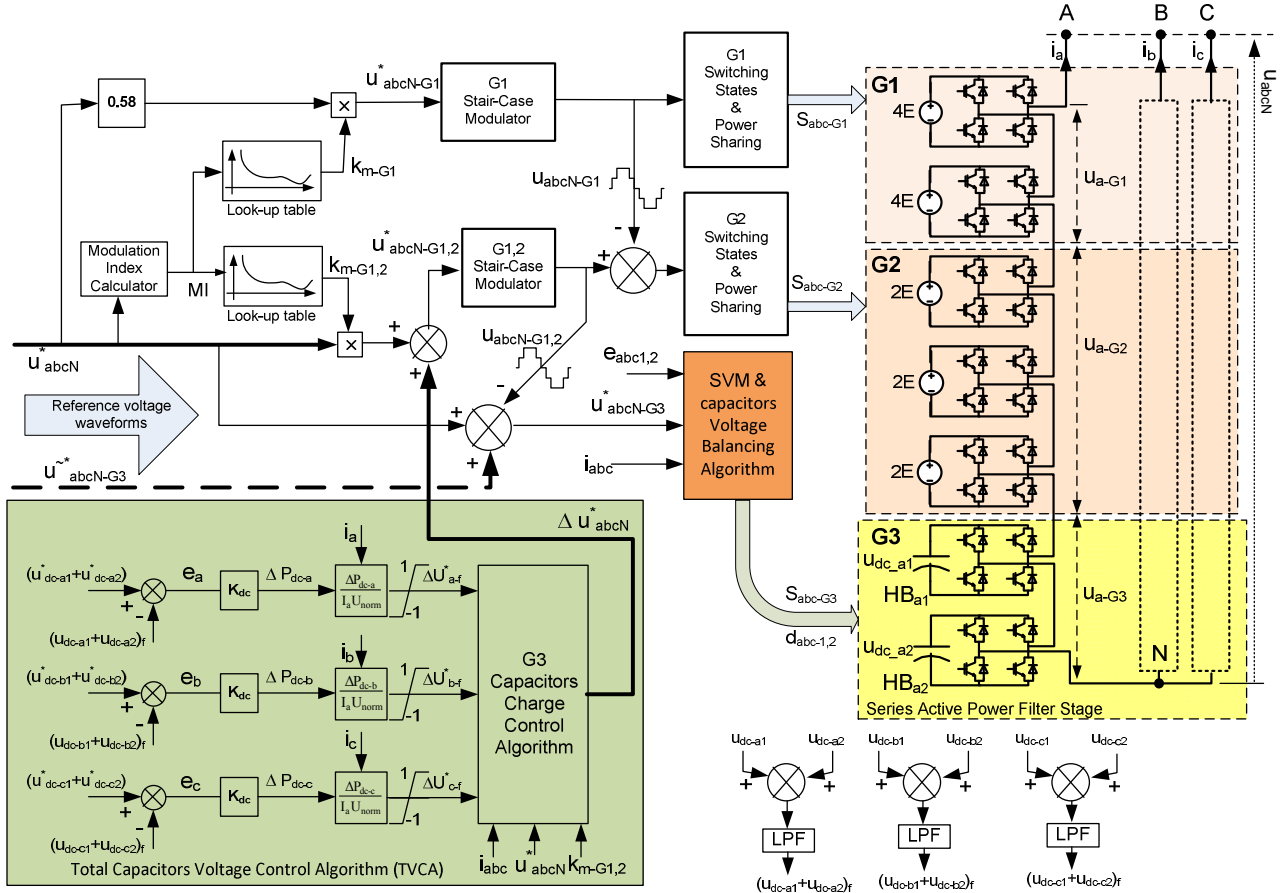 A
B
C
i_a
i_b
i_c
u_abcN
0.58
×
u*_abcN-G1
G1
Stair-Case
Modulator
G1
Switching
States
&
Power
Sharing
S_abc-G1
G1
4E
4E
u_a-G1
k_m-G1
Look-up table
u_abcN-G1
-
+
G2
Switching
States
&
Power
Sharing
S_abc-G2
G2
2E
2E
2E
u_a-G2
Modulation
Index
Calculator
MI
k_m-G1,2
Look-up table
u*_abcN-G1,2
G1,2
Stair-Case
Modulator
×
+
+
u_abcN-G1,2
u*_abcN
Reference voltage
waveforms
-
+
+
u*_abcN-G3
e_abc1,2
i_abc
SVM &
capacitors
Voltage
Balancing
Algorithm
u~*_abcN-G3
Δ u*_abcN
S_abc-G3
d_abc-1,2
G3
u_dc_a1
HB_a1
u_dc_a2
HB_a2
u_a-G3
N
Series Active Power Filter Stage
i_a
(u*_dc-a1+u*_dc-a2)
+
-
(u_dc-a1+u_dc-a2)_f
e_a
K_dc
Δ P_dc-a
ΔP_dc-a
I_aU_norm
1
-1
ΔU*_a-f
i_b
(u*_dc-b1+u*_dc-b2)
+
-
(u_dc-b1+u_dc-b2)_f
e_b
K_dc
Δ P_dc-b
ΔP_dc-b
I_aU_norm
1
-1
ΔU*_b-f
i_c
(u*_dc-c1+u*_dc-c2)
+
-
(u_dc-c1+u_dc-c2)_f
e_c
K_dc
Δ P_dc-c
ΔP_dc-c
I_aU_norm
1
-1
ΔU*_c-f
G3
Capacitors
Charge
Control
Algorithm
i_abc
u*_abcN
k_m-G1,2
Total Capacitors Voltage Control Algorithm (TVCA)
u_dc-a1
u_dc-a2
+
+
LPF
(u_dc-a1+u_dc-a2)_f
u_dc-b1
u_dc-b2
+
+
LPF
(u_dc-b1+u_dc-b2)_f
u_dc-c1
u_dc-c2
+
+
LPF
(u_dc-c1+u_dc-c2)_f